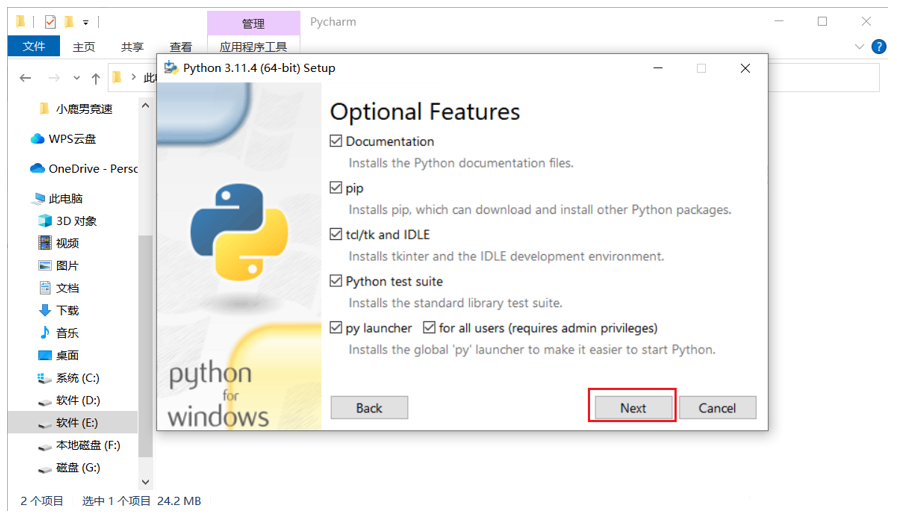 管理
Pycharm
文件
主页
共享
查看
应用程序工具
Python 3.11.4 (64-bit) Setup
小鹿男竞速
WPS云盘
OneDrive - Persc
此电脑
3D 对象
视频
图片
文档
下载
音乐
桌面
系统 (C:)
软件 (D:)
软件 (E:)
本地磁盘 (F:)
磁盘 (G:)
Optional Features
Documentation
Installs the Python documentation files.
pip
Installs pip, which can download and install other Python packages.
tcl/tk and IDLE
Installs tkinter and the IDLE development environment.
Python test suite
Installs the standard library test suite.
py launcher for all users (requires admin privileges)
Installs the global 'py' launcher to make it easier to start Python.
python
for
windows
Back
Next
Cancel
2 个项目 选中 1 个项目 24.2 MB